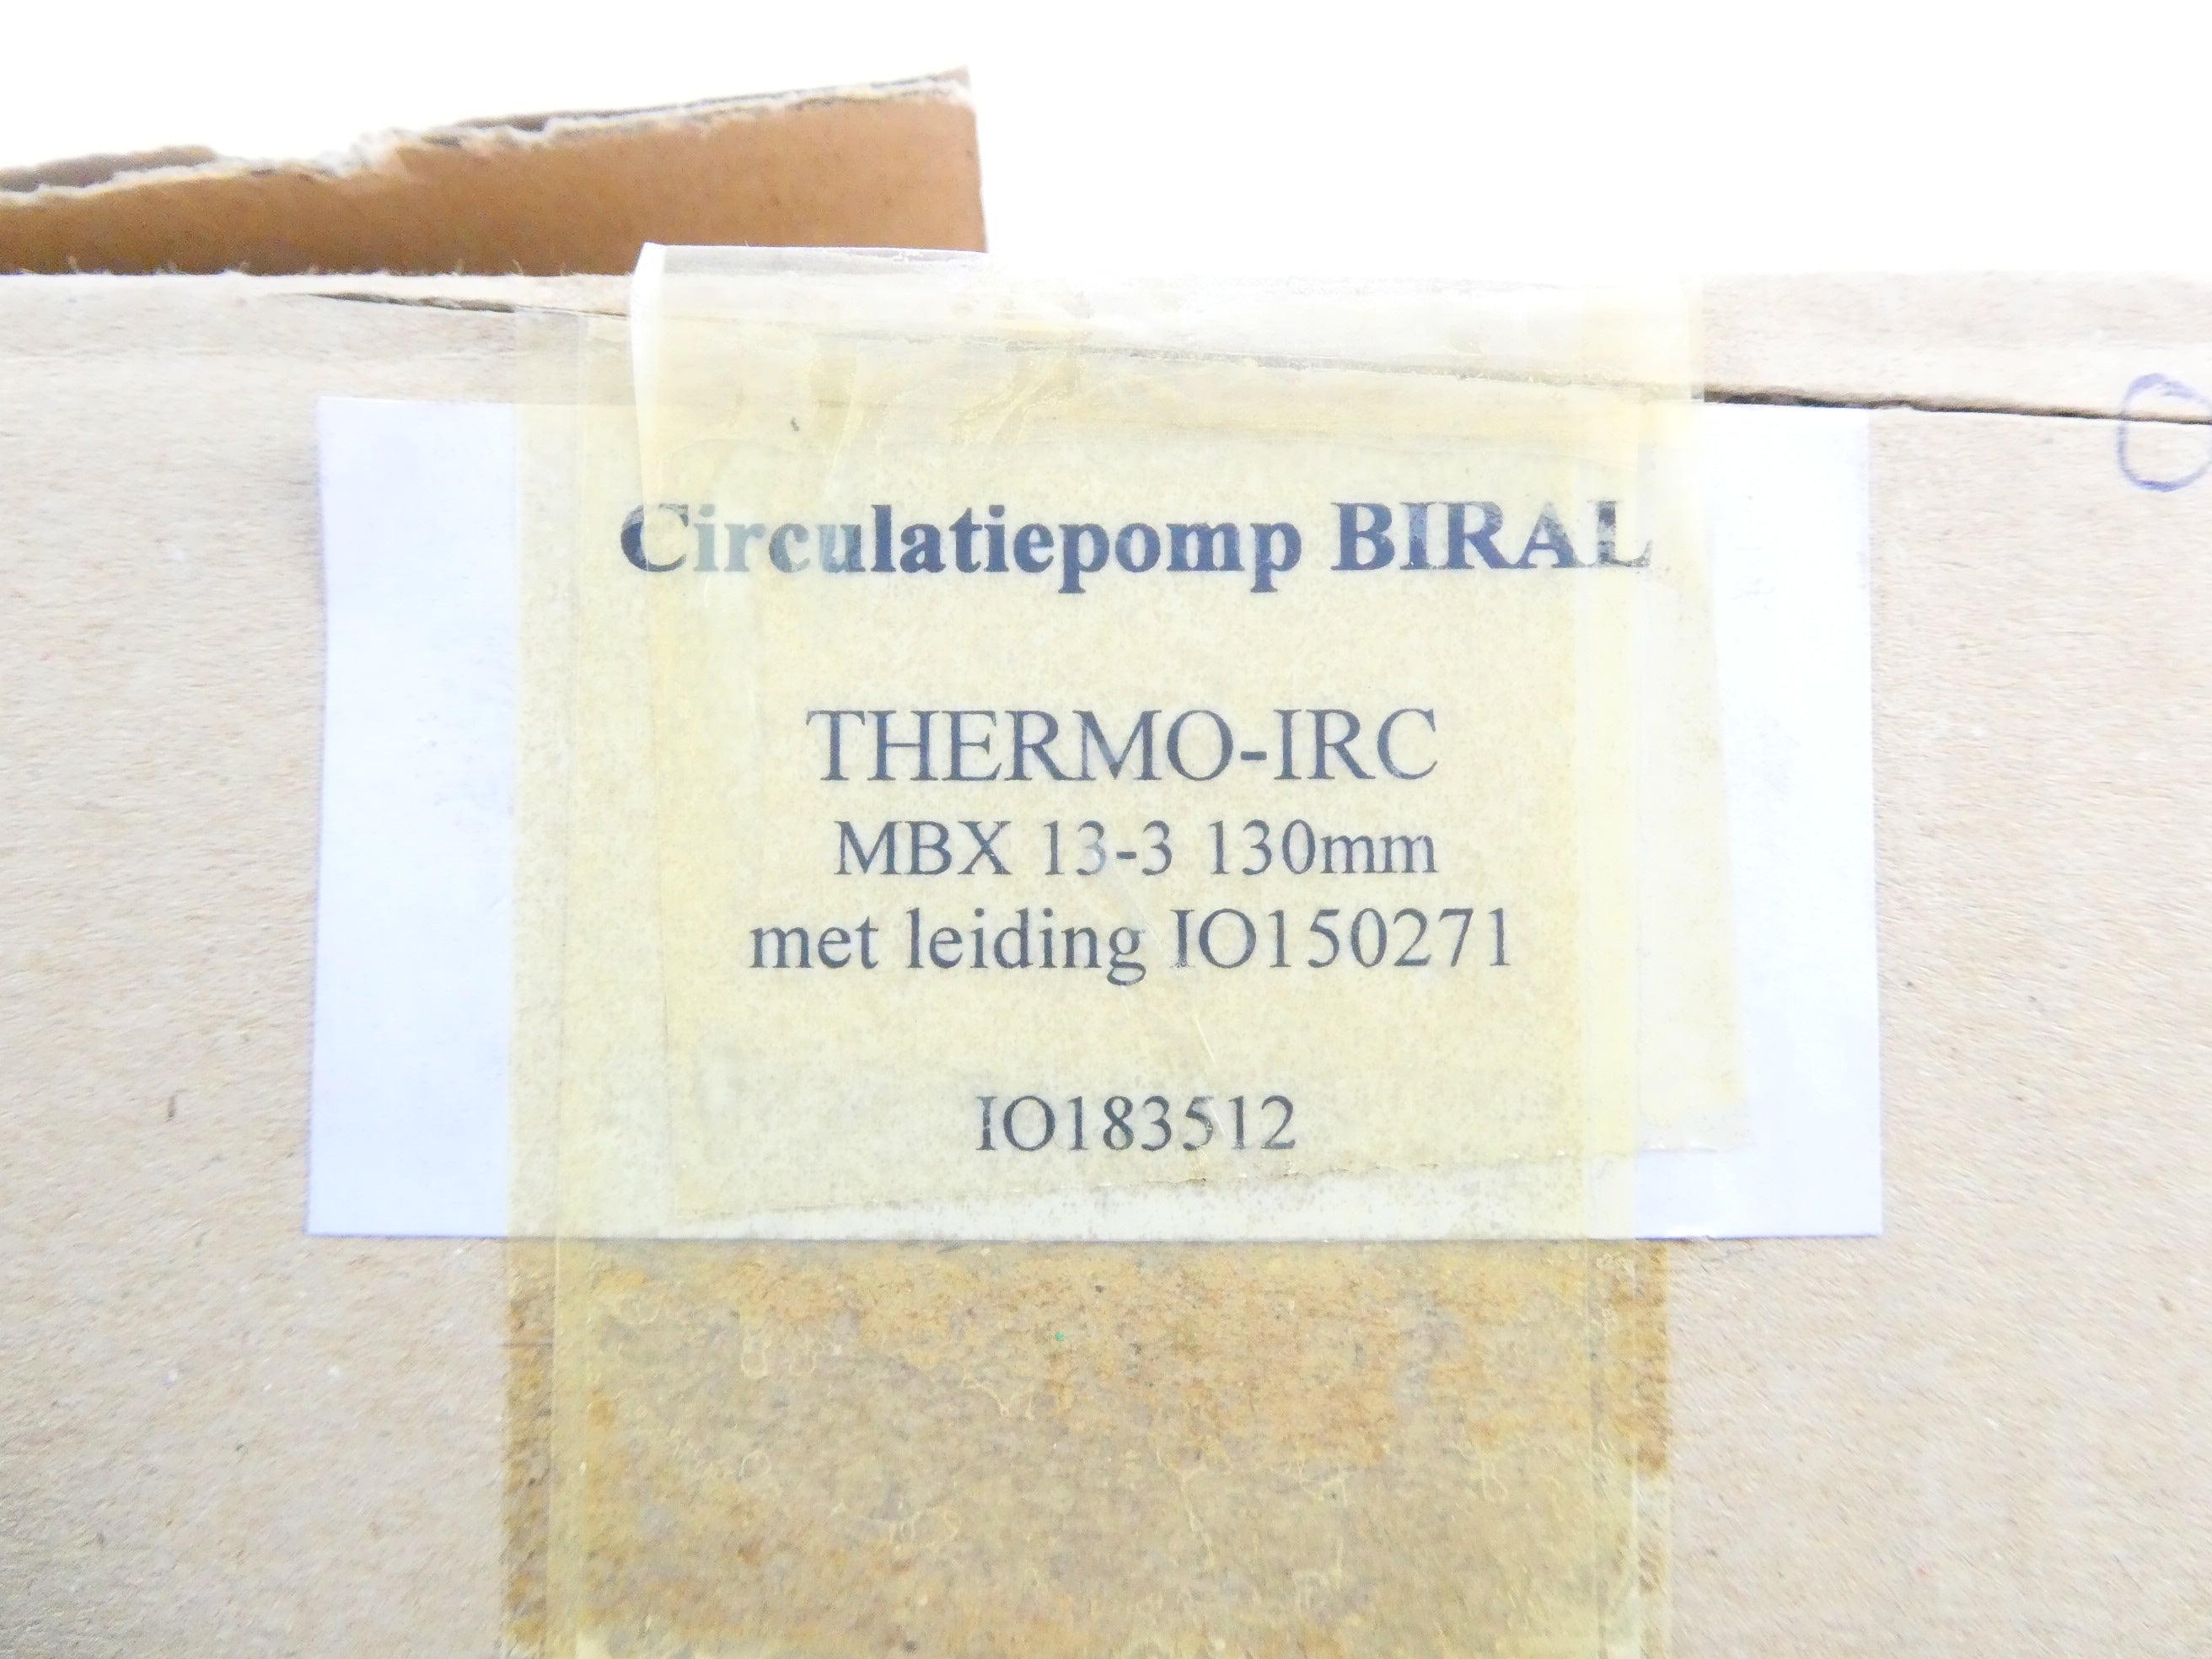 Circulatiepomp BIRAL
THERMO-IRC
MBX 13-3 130mm
met leiding IO150271
IO183512